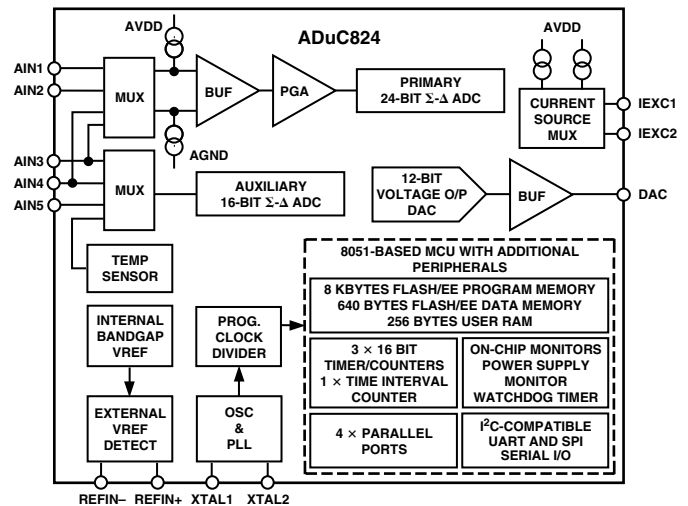 ADuC824
AVDD
AVDD
AIN1
AIN2
MUX
BUF
PGA
PRIMARY
24-BIT Σ-Δ ADC
CURRENT
SOURCE
MUX
IEXC1
IEXC2
AGND
AIN3
AIN4
AIN5
MUX
AUXILIARY
16-BIT Σ-Δ ADC
12-BIT
VOLTAGE O/P
DAC
BUF
DAC
TEMP
SENSOR
8051-BASED MCU WITH ADDITIONAL
PERIPHERALS
8 KBYTES FLASH/EE PROGRAM MEMORY
640 BYTES FLASH/EE DATA MEMORY
256 BYTES USER RAM
INTERNAL
BANDGAP
VREF
PROG.
CLOCK
DIVIDER
3 × 16 BIT
TIMER/COUNTERS
1 × TIME INTERVAL
COUNTER
ON-CHIP MONITORS
POWER SUPPLY
MONITOR
WATCHDOG TIMER
EXTERNAL
VREF
DETECT
OSC
&
PLL
4 × PARALLEL
PORTS
I²C-COMPATIBLE
UART AND SPI
SERIAL I/O
REFIN–
REFIN+
XTAL1
XTAL2